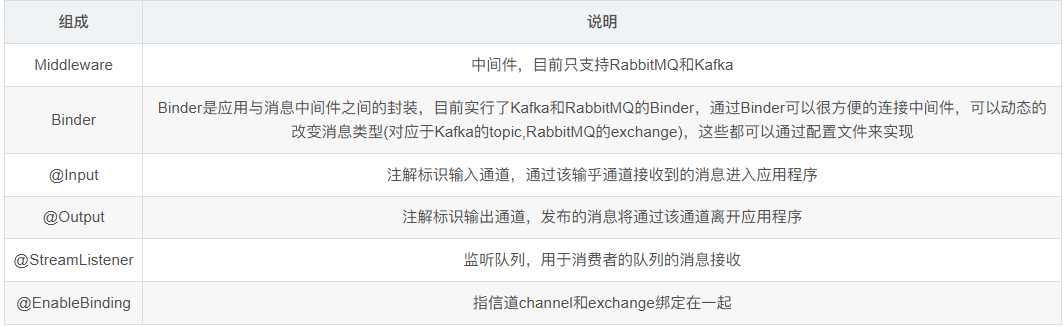 组成 说明
Middleware 中间件，目前只支持RabbitMQ和Kafka
Binder Binder是应用与消息中间件之间的封装，目前实行了Kafka和RabbitMQ的Binder，通过Binder可以很方便的连接中间件，可以动态的
改变消息类型(对应于Kafka的topic,RabbitMQ的exchange)，这些都可以通过配置文件来实现
@Input 注解标识输入通道，通过该输乎通道接收到的消息进入应用程序
@Output 注解标识输出通道，发布的消息将通过该通道离开应用程序
@StreamListener 监听队列，用于消费者的队列的消息接收
@EnableBinding 指信道channel和exchange绑定在一起